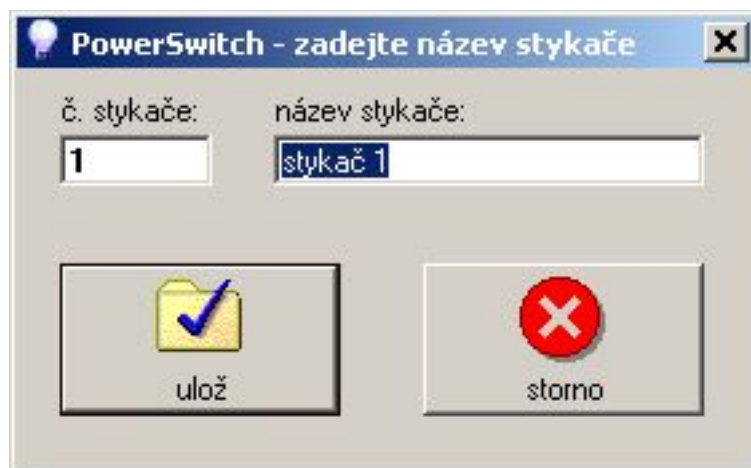 PowerSwitch - zadejte název stykače
č. stykače: název stykače:
1 stykač 1
ulož storno